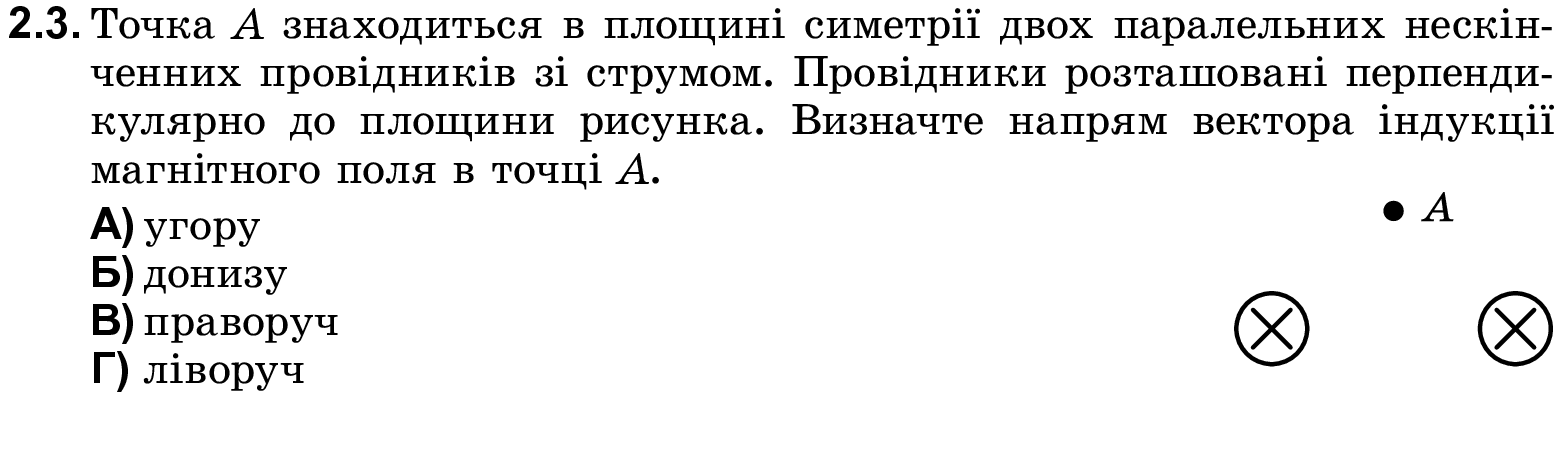 2.3. Точка A знаходиться в площині симетрії двох паралельних нескін-
ченних провідників зі струмом. Провідники розташовані перпенди-
кулярно до площини рисунка. Визначте напрям вектора індукції
магнітного поля в точці A.
А) угору
Б) донизу
В) праворуч
Г) ліворуч
A